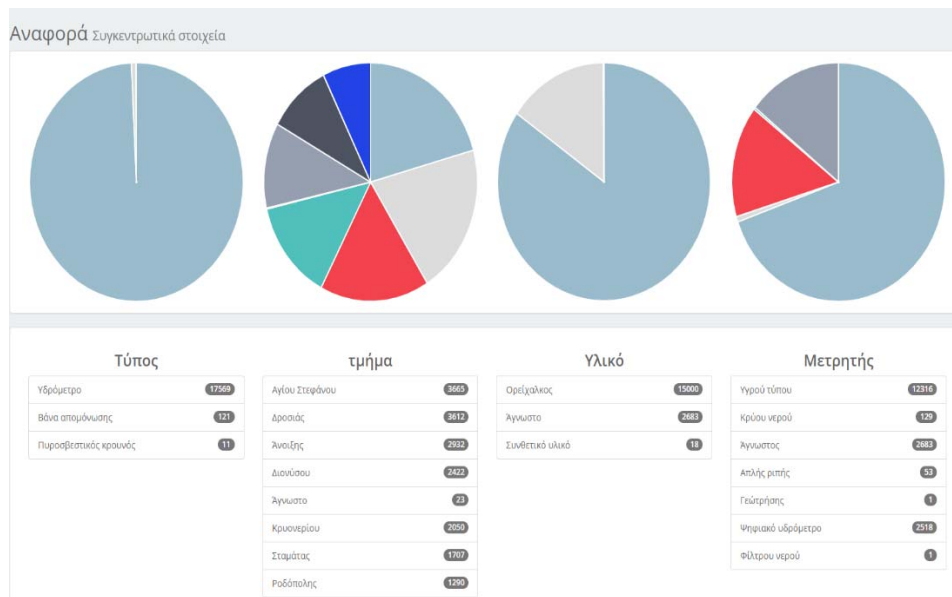 Αναφορά Συγκεντρωτικά στοιχεία
Τύπος
Υδρόμετρο 17569
Βάνα απομόνωσης 121
Πυροσβεστικός κρουνός 11
τμήμα
Αγίου Στεφάνου 3665
Δροσιάς 3612
Άνοιξης 2932
Διονύσου 2422
Άγνωστο 23
Κρυονερίου 2050
Σταμάτας 1707
Ροδόπολης 1290
Υλικό
Ορείχαλκος 15000
Άγνωστο 2683
Συνθετικό υλικό 18
Μετρητής
Υγρού τύπου 12316
Κρύου νερού 129
Άγνωστος 2683
Απλής ριπής 53
Γεώτρήσης 1
Ψηφιακό υδρόμετρο 2518
Φίλτρου νερού 1